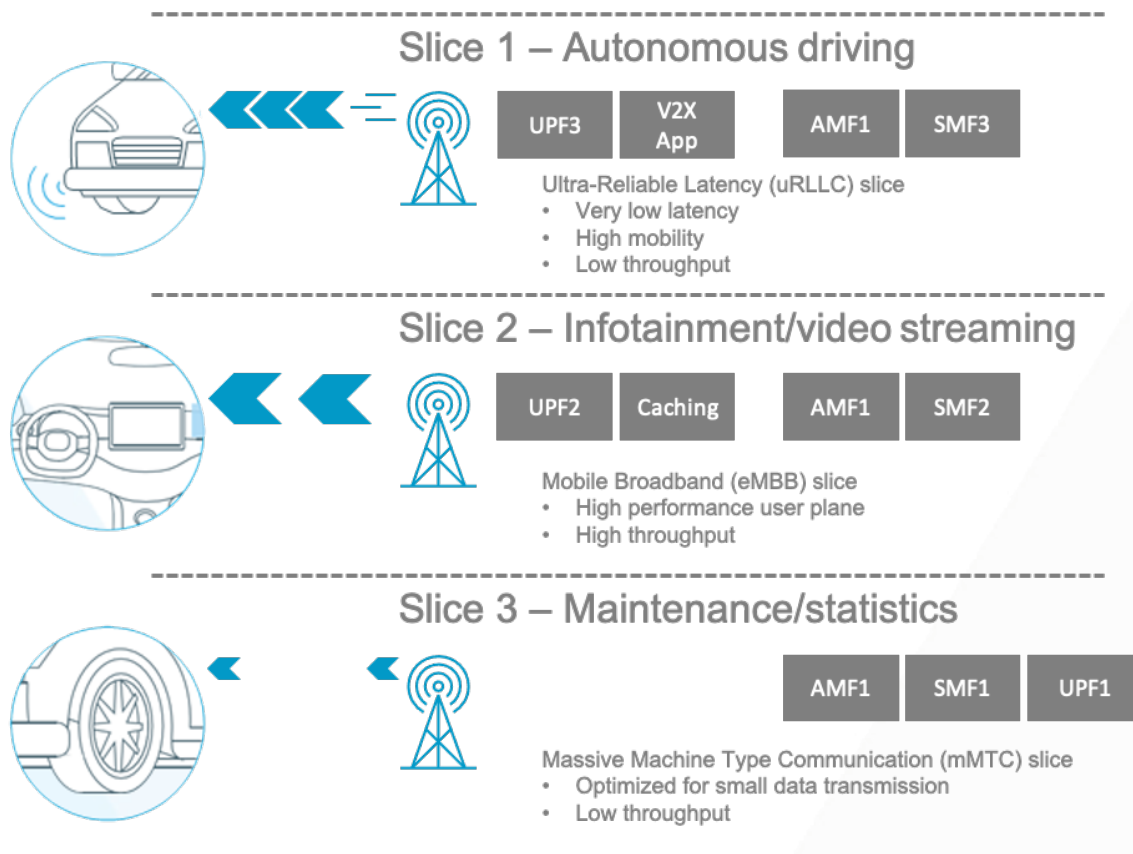 Slice 1 – Autonomous driving
UPF3
V2X
App
AMF1
SMF3
Ultra-Reliable Latency (uRLLC) slice
• Very low latency
• High mobility
• Low throughput
Slice 2 – Infotainment/video streaming
UPF2
Caching
AMF1
SMF2
Mobile Broadband (eMBB) slice
• High performance user plane
• High throughput
Slice 3 – Maintenance/statistics
AMF1
SMF1
UPF1
Massive Machine Type Communication (mMTC) slice
• Optimized for small data transmission
• Low throughput